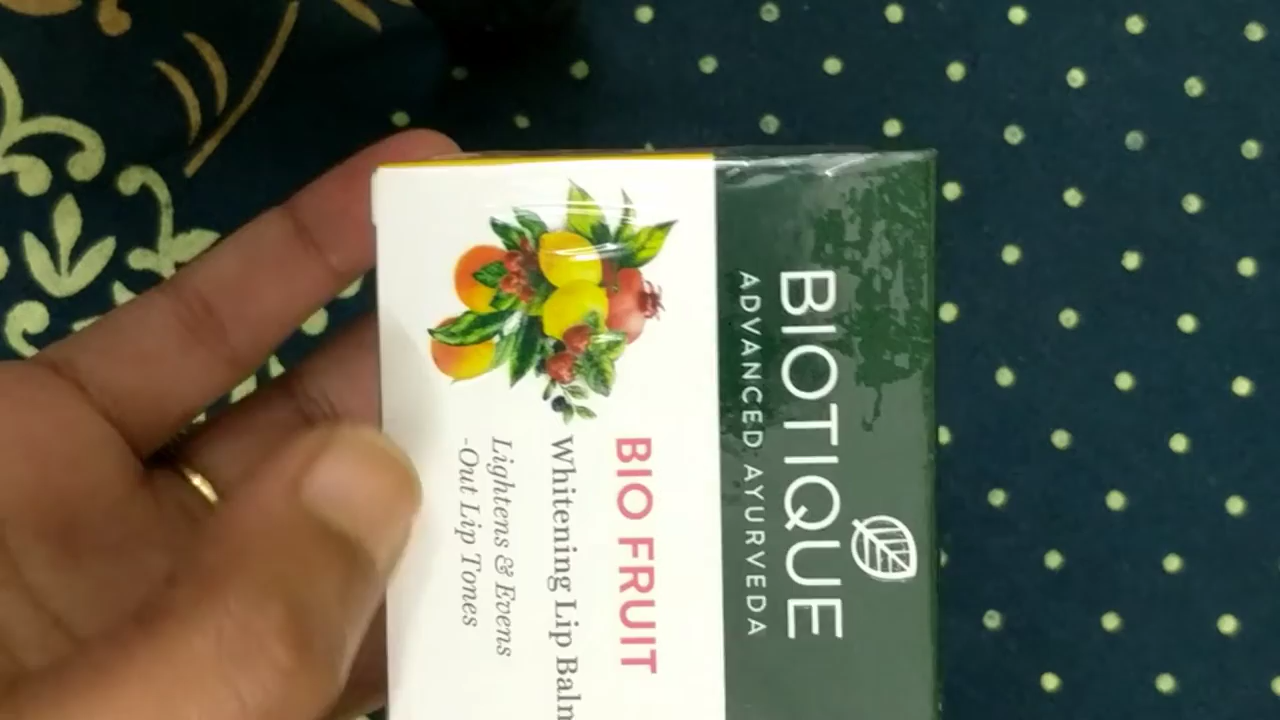 BIOTIQUE
ADVANCED AYURVEDA
BIO FRUIT
Whitening Lip Balm
Lightens & Evens
-Out Lip Tones